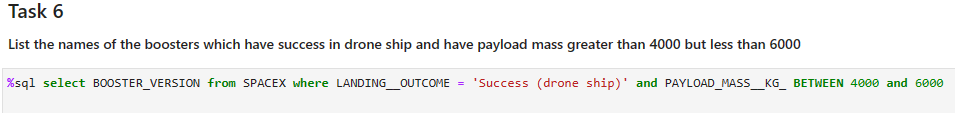 Task 6
List the names of the boosters which have success in drone ship and have payload mass greater than 4000 but less than 6000
%sql select BOOSTER_VERSION from SPACEX where LANDING__OUTCOME = 'Success (drone ship)' and PAYLOAD_MASS__KG_ BETWEEN 4000 and 6000